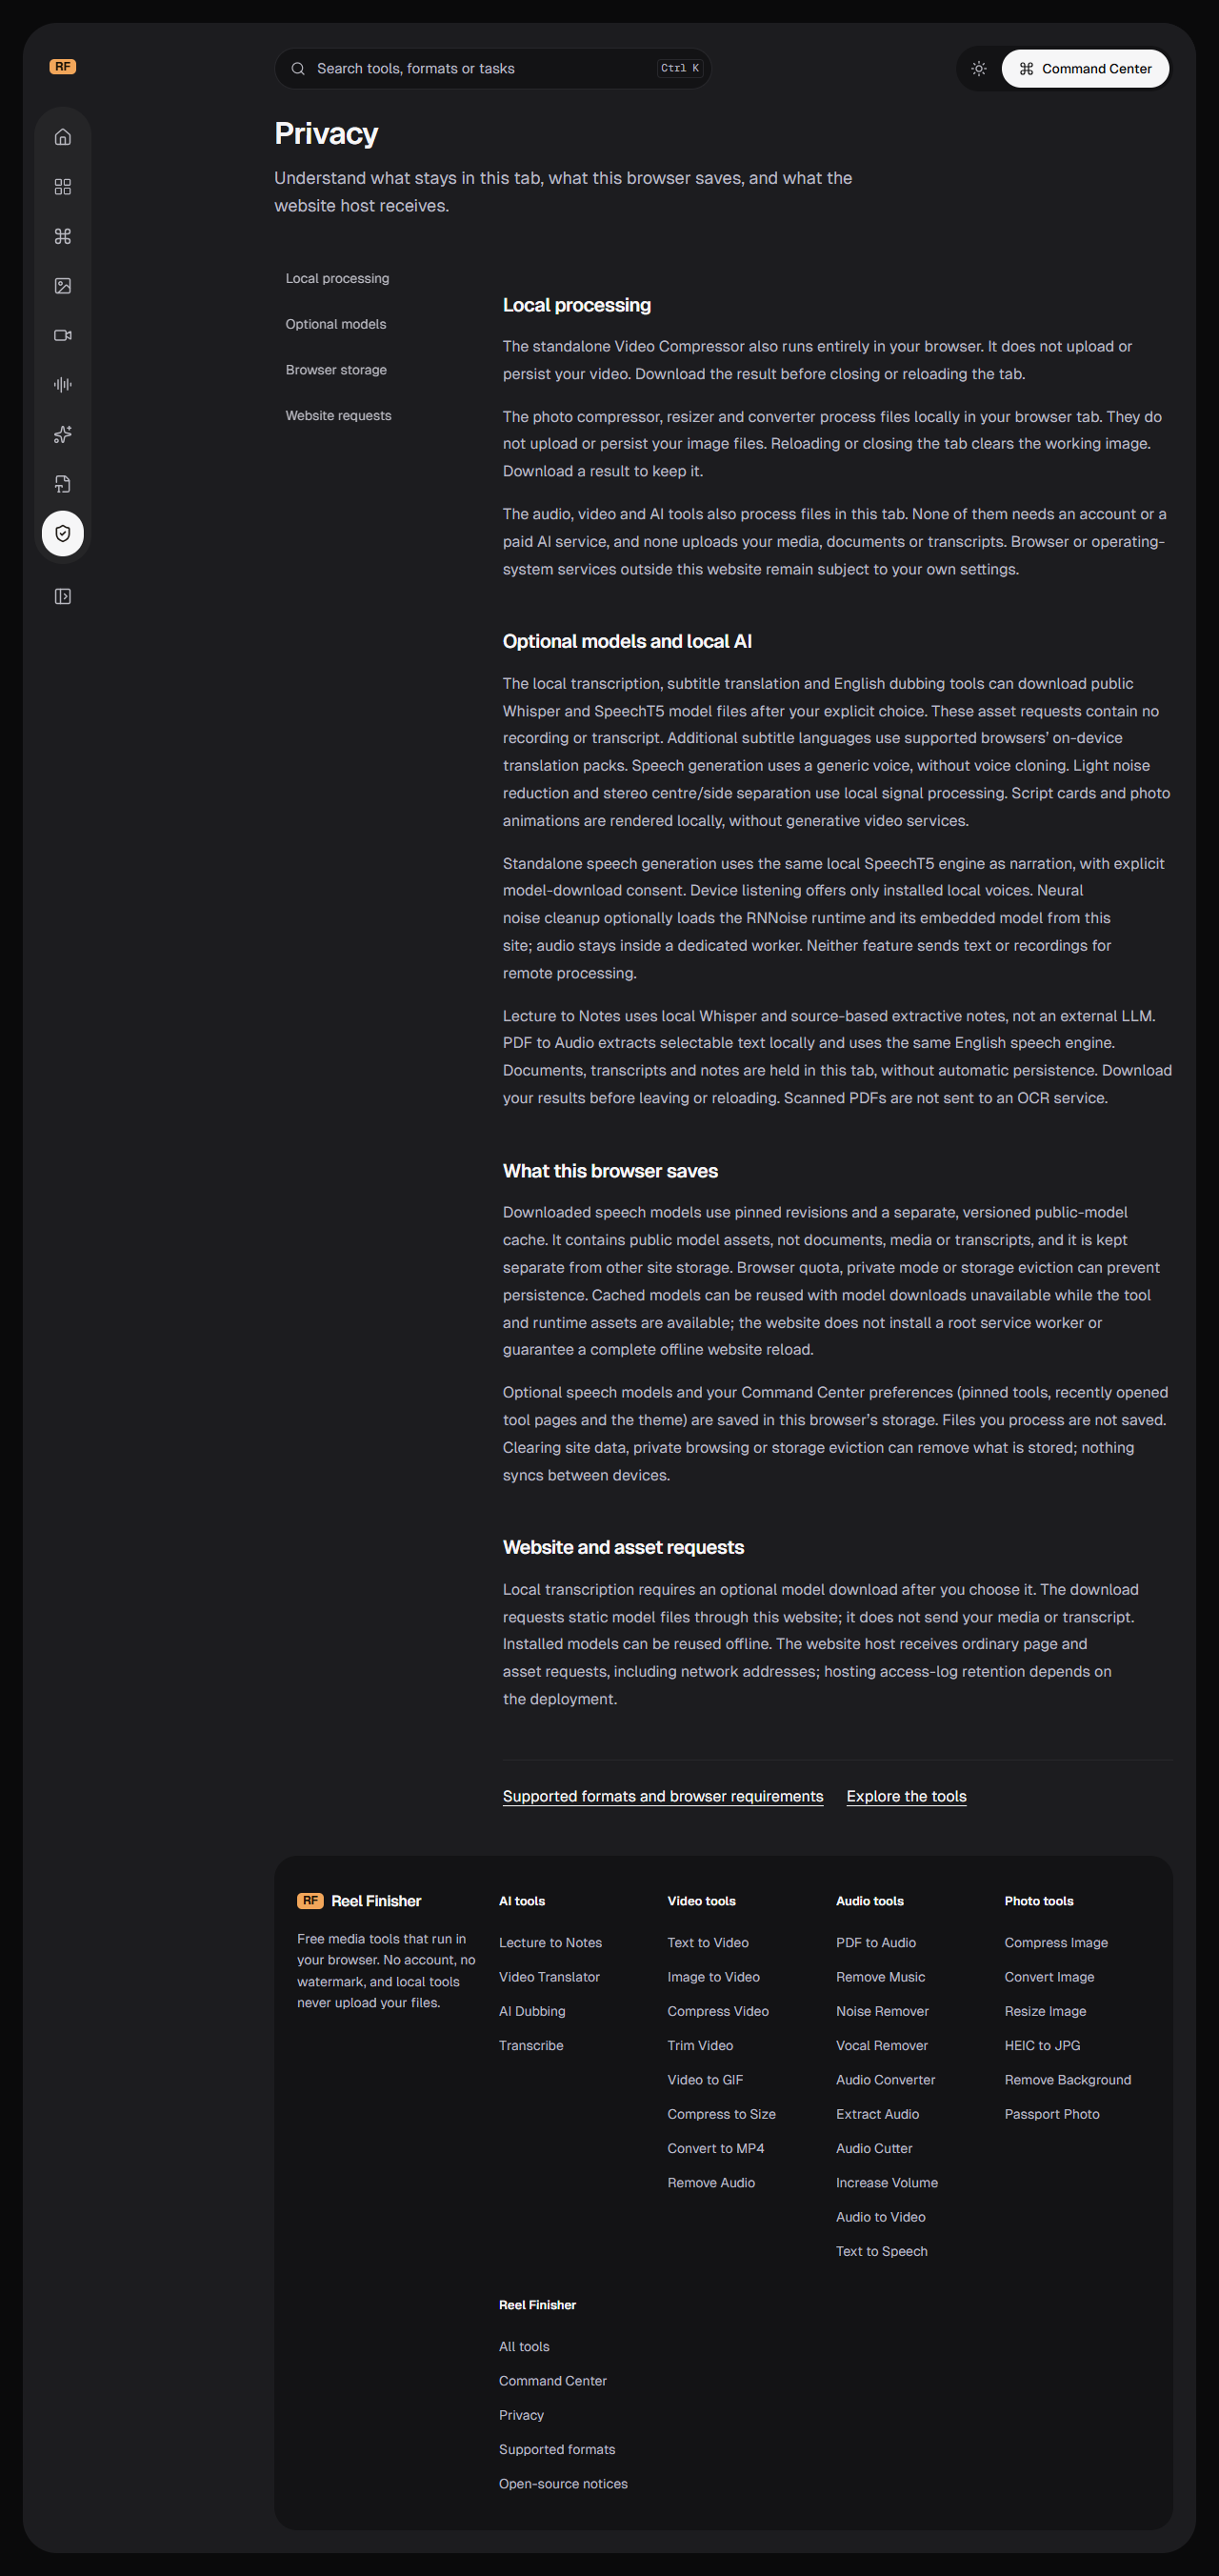 RF
Search tools, formats or tasks
Ctrl K
Command Center
Privacy
Understand what stays in this tab, what this browser saves, and what the
website host receives.
Local processing
Optional models
Browser storage
Website requests
Local processing
The standalone Video Compressor also runs entirely in your browser. It does not upload or
persist your video. Download the result before closing or reloading the tab.
The photo compressor, resizer and converter process files locally in your browser tab. They do
not upload or persist your image files. Reloading or closing the tab clears the working image.
Download a result to keep it.
The audio, video and AI tools also process files in this tab. None of them needs an account or a
paid AI service, and none uploads your media, documents or transcripts. Browser or operating-
system services outside this website remain subject to your own settings.
Optional models and local AI
The local transcription, subtitle translation and English dubbing tools can download public
Whisper and SpeechT5 model files after your explicit choice. These asset requests contain no
recording or transcript. Additional subtitle languages use supported browsers’ on-device
translation packs. Speech generation uses a generic voice, without voice cloning. Light noise
reduction and stereo centre/side separation use local signal processing. Script cards and photo
animations are rendered locally, without generative video services.
Standalone speech generation uses the same local SpeechT5 engine as narration, with explicit
model-download consent. Device listening offers only installed local voices. Neural
noise cleanup optionally loads the RNNoise runtime and its embedded model from this
site; audio stays inside a dedicated worker. Neither feature sends text or recordings for
remote processing.
Lecture to Notes uses local Whisper and source-based extractive notes, not an external LLM.
PDF to Audio extracts selectable text locally and uses the same English speech engine.
Documents, transcripts and notes are held in this tab, without automatic persistence. Download
your results before leaving or reloading. Scanned PDFs are not sent to an OCR service.
What this browser saves
Downloaded speech models use pinned revisions and a separate, versioned public-model
cache. It contains public model assets, not documents, media or transcripts, and it is kept
separate from other site storage. Browser quota, private mode or storage eviction can prevent
persistence. Cached models can be reused with model downloads unavailable while the tool
and runtime assets are available; the website does not install a root service worker or
guarantee a complete offline website reload.
Optional speech models and your Command Center preferences (pinned tools, recently opened
tool pages and the theme) are saved in this browser’s storage. Files you process are not saved.
Clearing site data, private browsing or storage eviction can remove what is stored; nothing
syncs between devices.
Website and asset requests
Local transcription requires an optional model download after you choose it. The download
requests static model files through this website; it does not send your media or transcript.
Installed models can be reused offline. The website host receives ordinary page and
asset requests, including network addresses; hosting access-log retention depends on
the deployment.
Supported formats and browser requirements
Explore the tools
RF Reel Finisher
Free media tools that run in
your browser. No account, no
watermark, and local tools
never upload your files.
AI tools
Lecture to Notes
Video Translator
AI Dubbing
Transcribe
Video tools
Text to Video
Image to Video
Compress Video
Trim Video
Video to GIF
Compress to Size
Convert to MP4
Remove Audio
Audio tools
PDF to Audio
Remove Music
Noise Remover
Vocal Remover
Audio Converter
Extract Audio
Audio Cutter
Increase Volume
Audio to Video
Text to Speech
Photo tools
Compress Image
Convert Image
Resize Image
HEIC to JPG
Remove Background
Passport Photo
Reel Finisher
All tools
Command Center
Privacy
Supported formats
Open-source notices